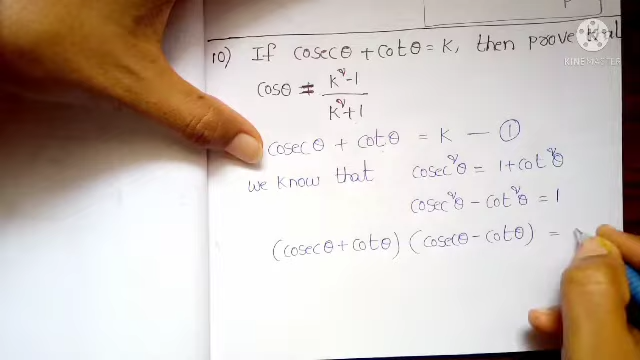 10) If cosecθ + cotθ = K, then prove that
cosθ = K²-1 / K²+1
cosecθ + cotθ = K — ①
we know that cosec²θ = 1 + cot²θ
cosec²θ - cot²θ = 1
(cosecθ + cotθ) (cosecθ - cotθ) =
KINEMASTER